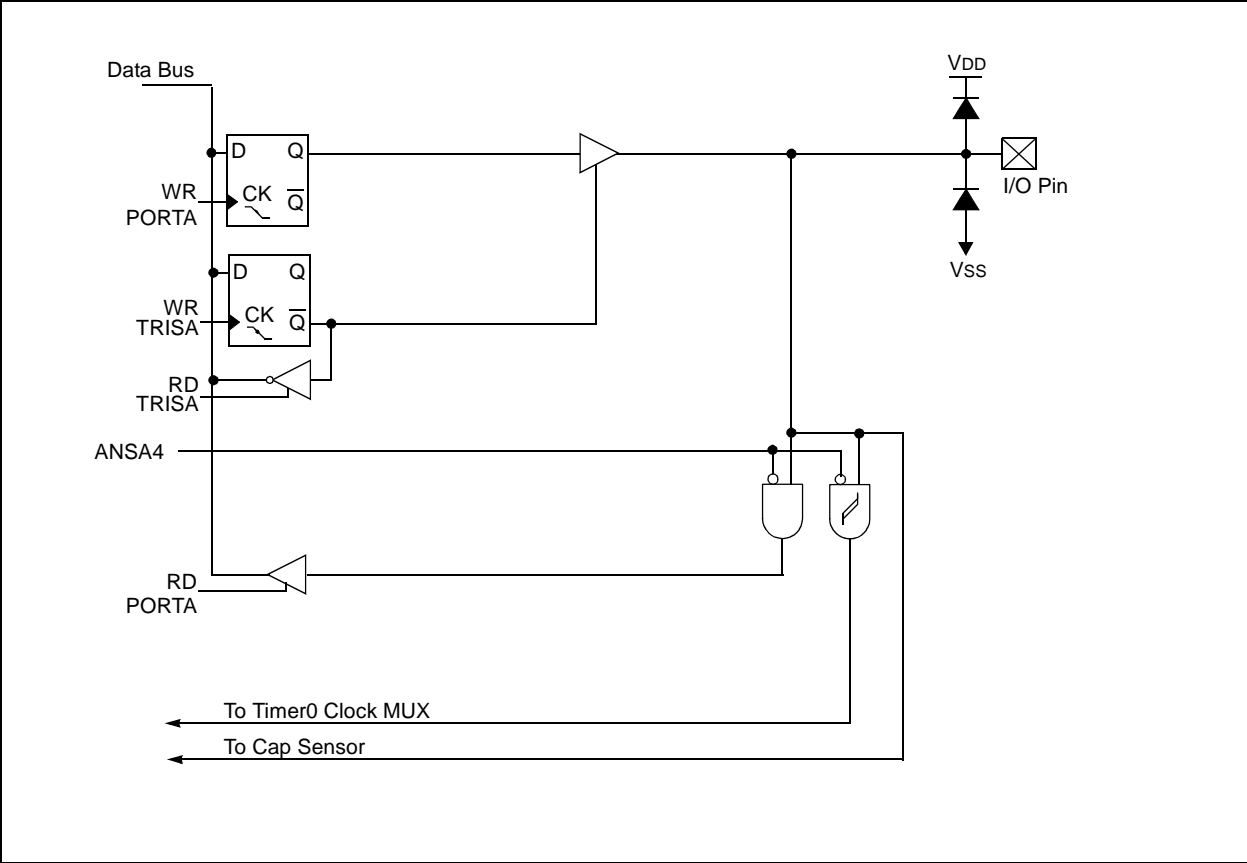 Data Bus
VDD
D Q
WR
PORTA
CK
Q
I/O Pin
D Q
VSS
WR
TRISA
CK
Q
RD
TRISA
ANSA4
RD
PORTA
To Timer0 Clock MUX
To Cap Sensor